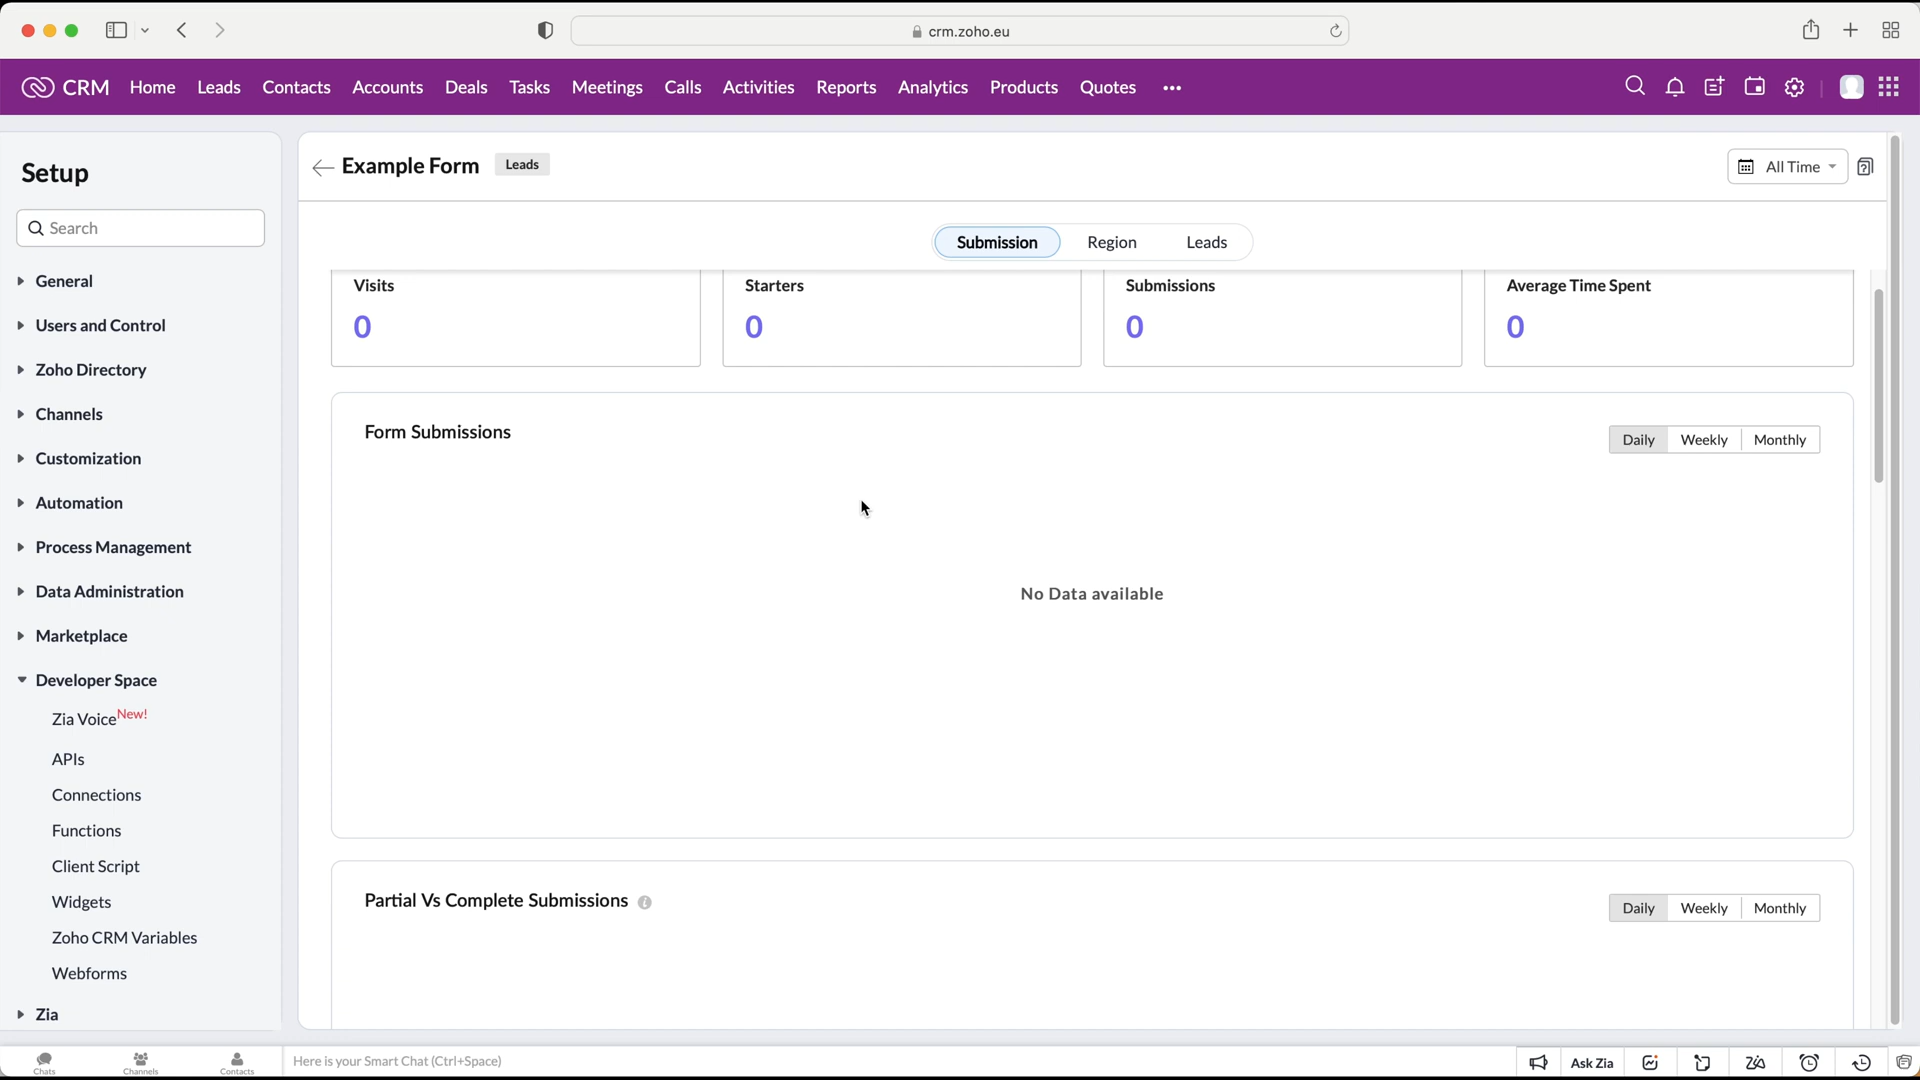 crm.zoho.eu
CRM Home Leads Contacts Accounts Deals Tasks Meetings Calls Activities Reports Analytics Products Quotes •••
Setup
Search
General
Users and Control
Zoho Directory
Channels
Customization
Automation
Process Management
Data Administration
Marketplace
Developer Space
Zia Voice New!
APIs
Connections
Functions
Client Script
Widgets
Zoho CRM Variables
Webforms
Zia
Example Form Leads
All Time
Submission Region Leads
Visits
0
Starters
0
Submissions
0
Average Time Spent
0
Form Submissions
Daily Weekly Monthly
No Data available
Partial Vs Complete Submissions
Daily Weekly Monthly
Chats Channels Contacts
Here is your Smart Chat (Ctrl+Space)
Ask Zia